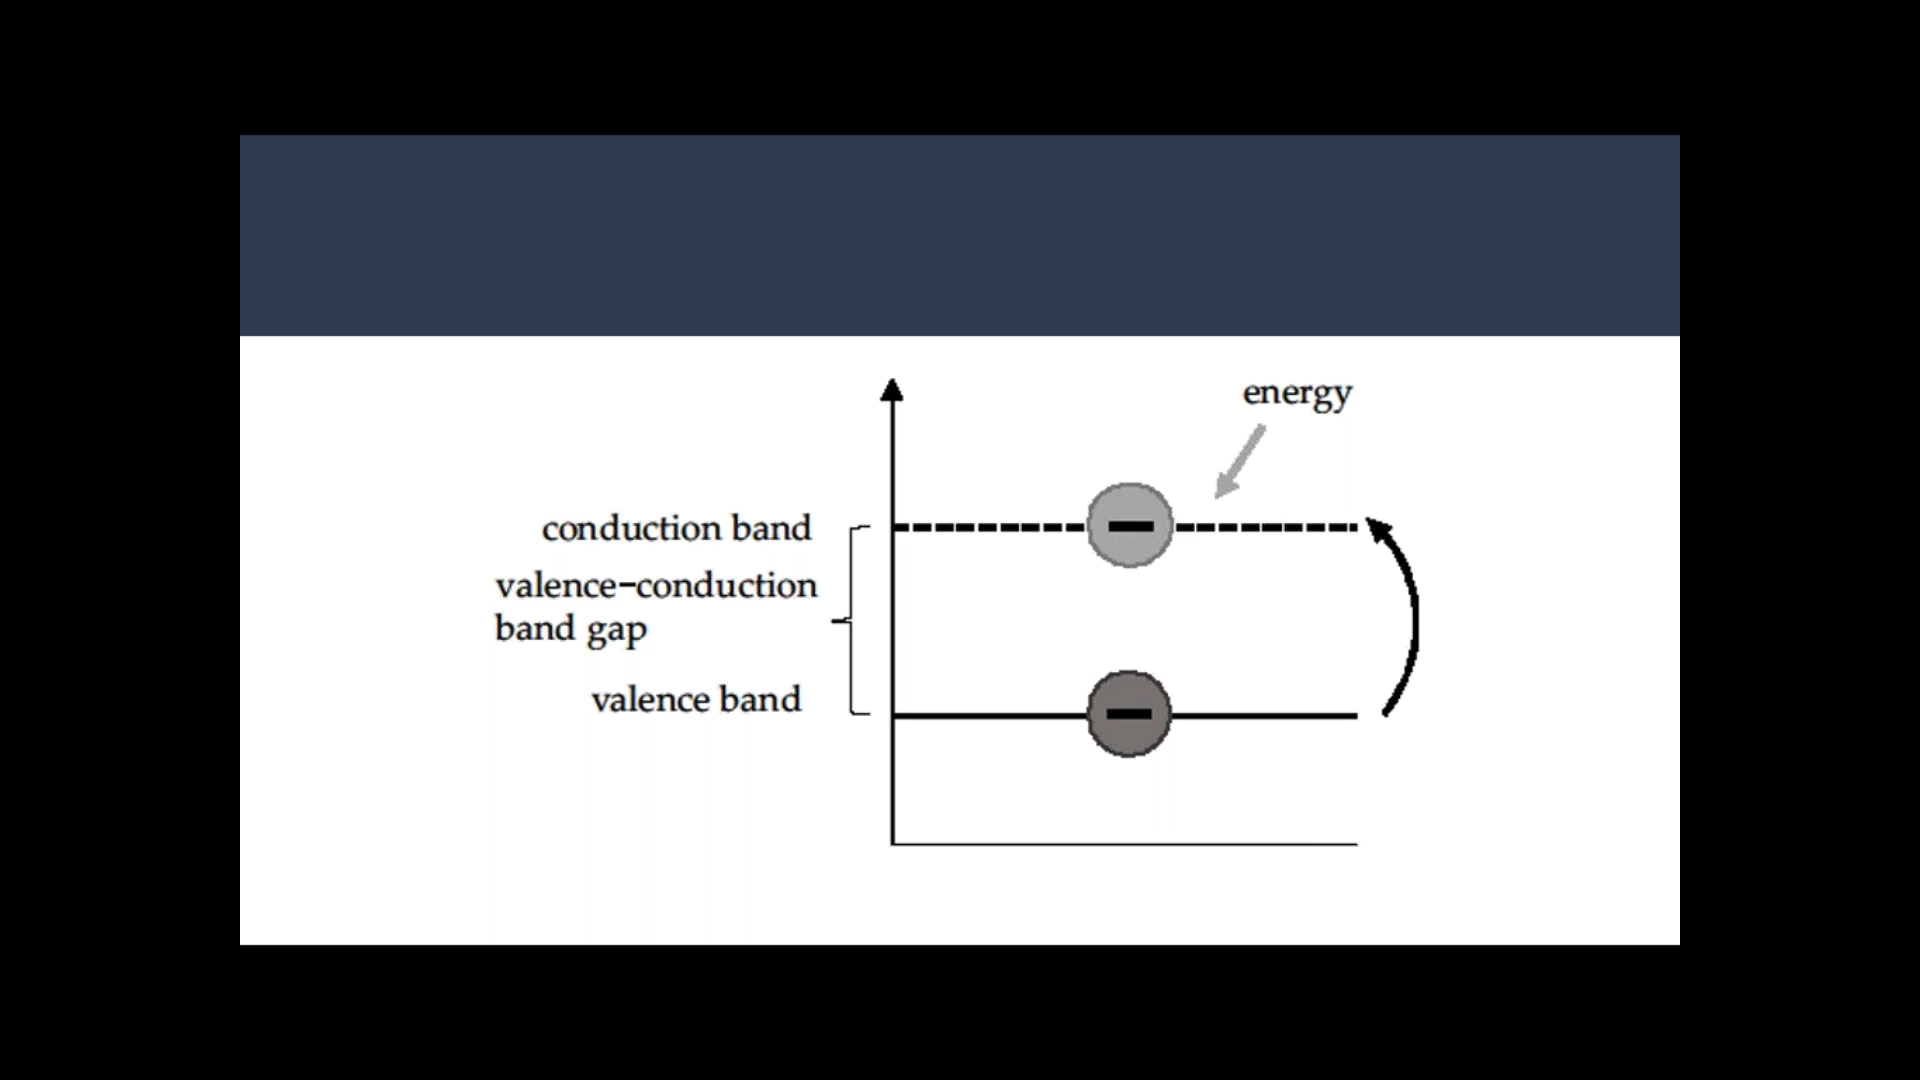 energy
conduction band
valence–conduction
band gap
valence band